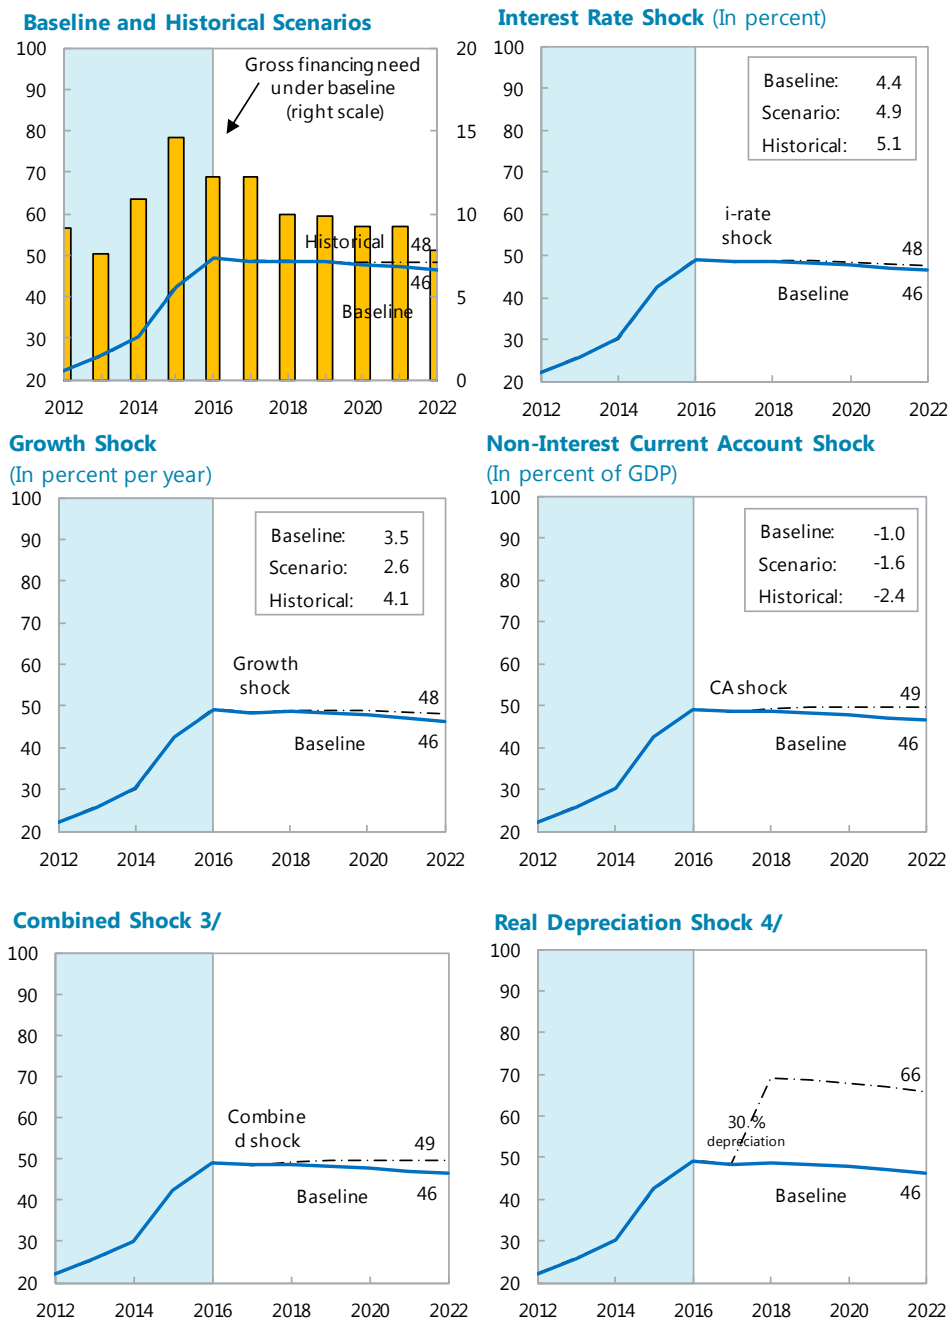 Baseline and Historical Scenarios
100
90
80
70
60
50
40
30
20
20
15
10
5
0
Gross financing need
under baseline
(right scale)
Historical
48
46
Baseline
2012 2014 2016 2018 2020 2022
Interest Rate Shock (In percent)
100
90
80
70
60
50
40
30
20
Baseline: 4.4
Scenario: 4.9
Historical: 5.1
i-rate
shock
48
Baseline
46
2012 2014 2016 2018 2020 2022
Growth Shock
(In percent per year)
100
90
80
70
60
50
40
30
20
Baseline: 3.5
Scenario: 2.6
Historical: 4.1
Growth
shock
48
Baseline
46
2012 2014 2016 2018 2020 2022
Non-Interest Current Account Shock
(In percent of GDP)
100
90
80
70
60
50
40
30
20
Baseline: -1.0
Scenario: -1.6
Historical: -2.4
CA shock
49
Baseline
46
2012 2014 2016 2018 2020 2022
Combined Shock 3/
100
90
80
70
60
50
40
30
20
Combine
d shock
49
Baseline
46
2012 2014 2016 2018 2020 2022
Real Depreciation Shock 4/
100
90
80
70
60
50
40
30
20
66
30 %
depreciation
Baseline
46
2012 2014 2016 2018 2020 2022